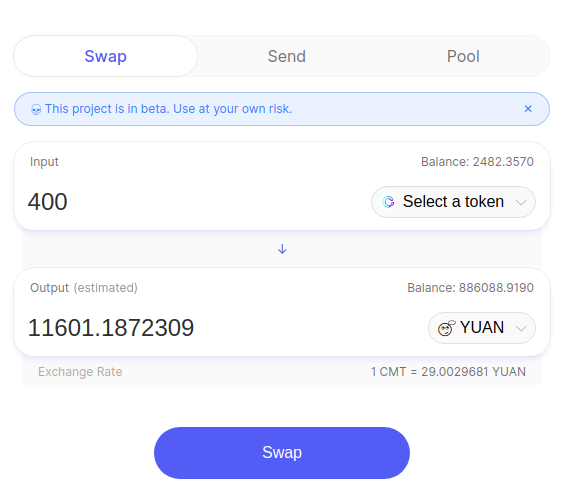 Swap Send Pool
💀 This project is in beta. Use at your own risk. ×
Input Balance: 2482.3570
400 Select a token
↓
Output (estimated) Balance: 886088.9190
11601.1872309 YUAN
Exchange Rate 1 CMT = 29.0029681 YUAN
Swap